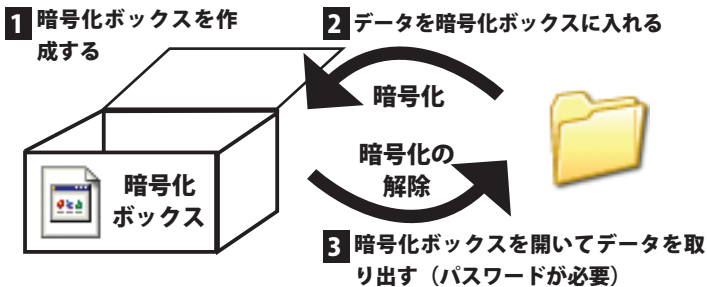 1 暗号化ボックスを作
成する
2 データを暗号化ボックスに入れる
暗号化
暗号化の
解除
暗号化
ボックス
3 暗号化ボックスを開いてデータを取
り出す（パスワードが必要）